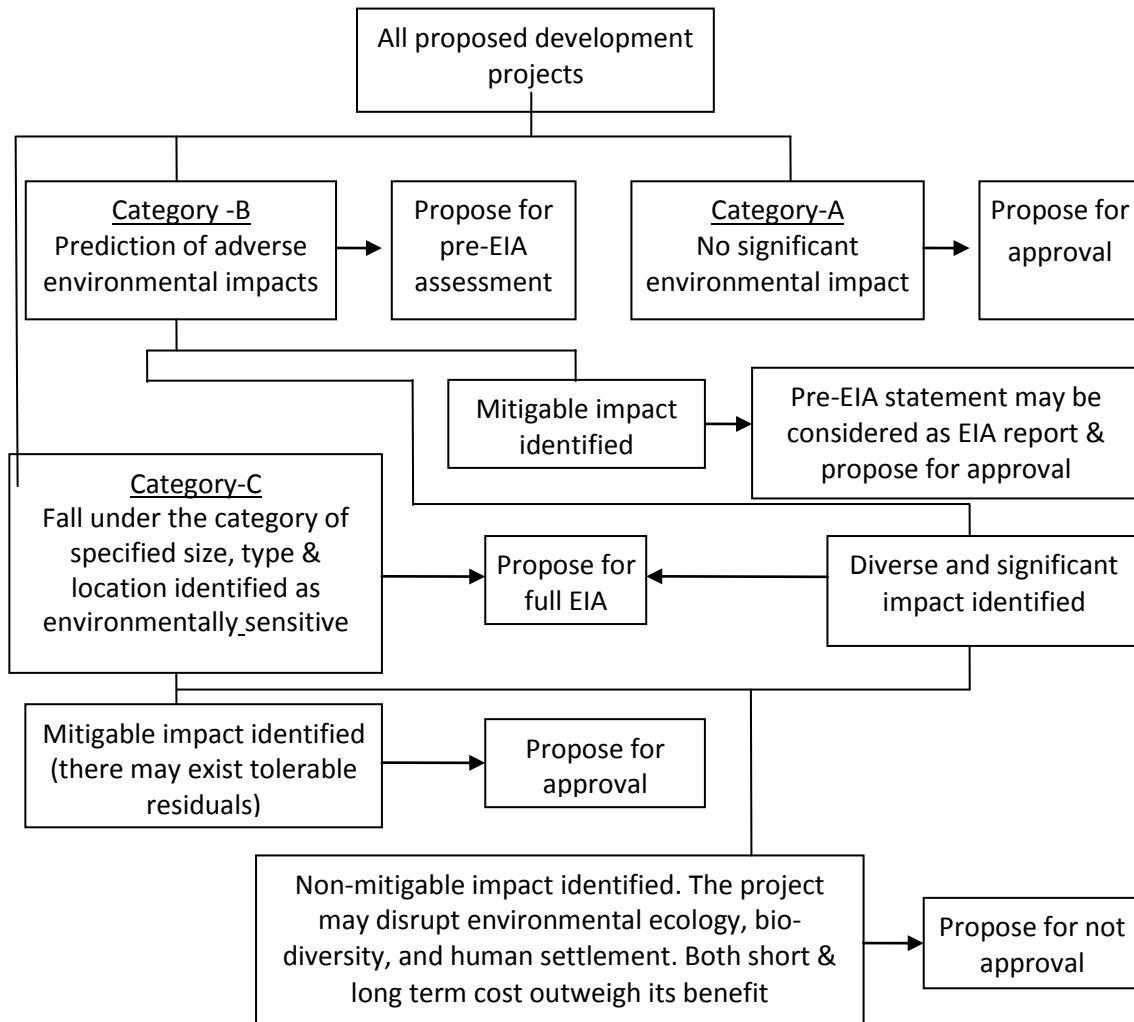 All proposed development
projects
Category -B
Prediction of adverse
environmental impacts
Propose for
pre-EIA
assessment
Category-A
No significant
environmental impact
Propose for
approval
Mitigable impact
identified
Pre-EIA statement may be
considered as EIA report &
propose for approval
Category-C
Fall under the category of
specified size, type &
location identified as
environmentally sensitive
Propose for
full EIA
Diverse and significant
impact identified
Mitigable impact identified
(there may exist tolerable
residuals)
Propose for
approval
Non-mitigable impact identified. The project
may disrupt environmental ecology, bio-
diversity, and human settlement. Both short &
long term cost outweigh its benefit
Propose for not
approval